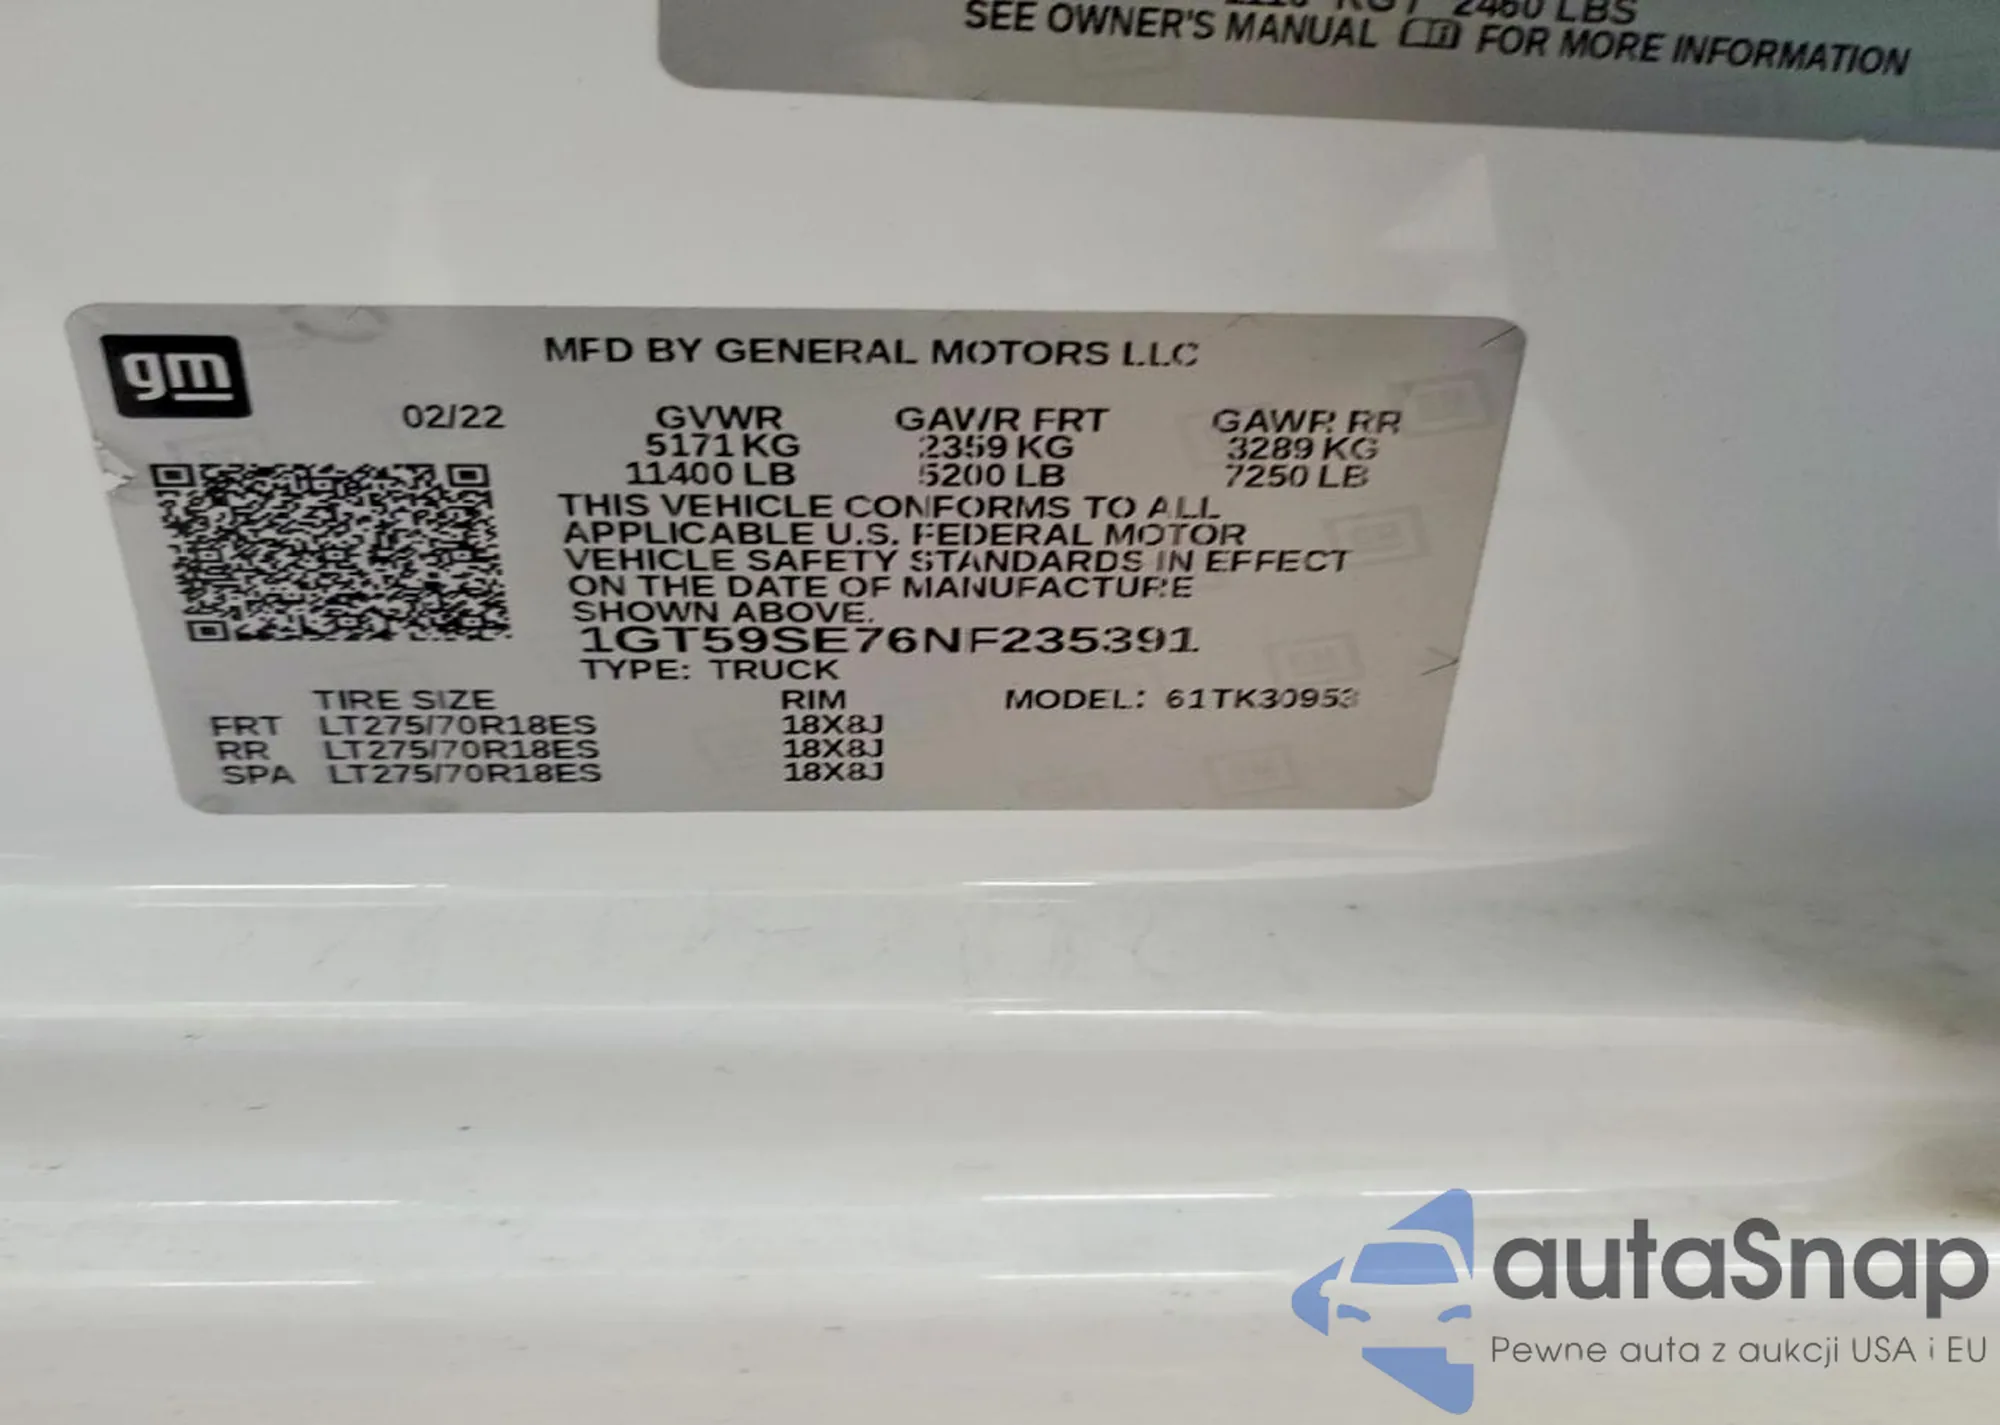 2460 LBS
SEE OWNER'S MANUAL FOR MORE INFORMATION
gm
MFD BY GENERAL MOTORS LLC
02/22 GVWR GAWR FRT GAWR RR
5171 KG 2359 KG 3289 KG
11400 LB 5200 LB 7250 LB
THIS VEHICLE CONFORMS TO ALL
APPLICABLE U.S. FEDERAL MOTOR
VEHICLE SAFETY STANDARDS IN EFFECT
ON THE DATE OF MANUFACTURE
SHOWN ABOVE.
1GT59SE76NF235391
TYPE: TRUCK
TIRE SIZE RIM MODEL: 61TK30953
FRT LT275/70R18ES 18X8J
RR LT275/70R18ES 18X8J
SPA LT275/70R18ES 18X8J
autaSnap
Pewne auta z aukcji USA i EU